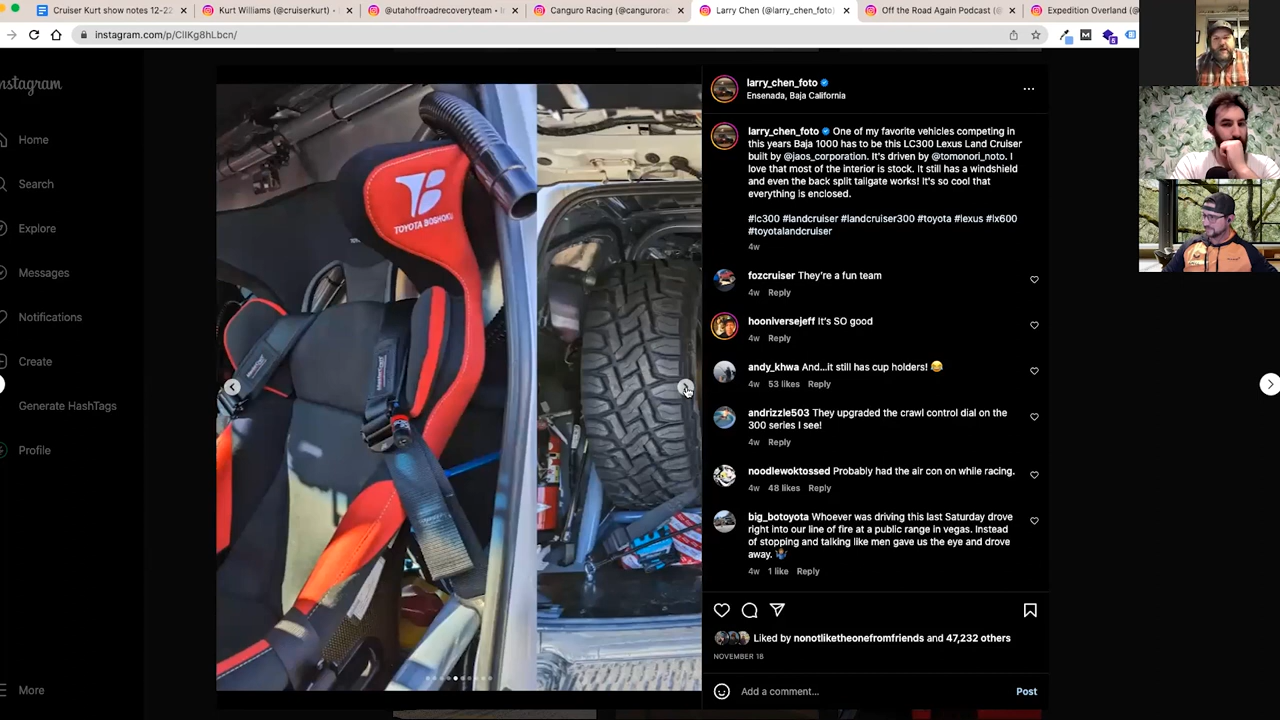 Cruiser Kurt show notes 12-22
Kurt Williams (@cruiserkurt) •
@utahoffroadrecoveryteam • I
Canguro Racing (@cangurorac
Larry Chen (@larry_chen_foto)
Off the Road Again Podcast (@
Expedition Overland (@
instagram.com/p/ClIKg8hLbcn/
nstagram
Home
Search
Explore
Messages
Notifications
Create
Generate HashTags
Profile
More
TOYOTA BOSHOKU
larry_chen_foto
Ensenada, Baja California
larry_chen_foto One of my favorite vehicles competing in
this years Baja 1000 has to be this LC300 Lexus Land Cruiser
built by @jaos_corporation. It's driven by @tomonori_noto. I
love that most of the interior is stock. It still has a windshield
and even the back split tailgate works! It's so cool that
everything is enclosed.
#lc300 #landcruiser #landcruiser300 #toyota #lexus #lx600
#toyotalandcruiser
4w
fozcruiser They're a fun team
4w Reply
hooniversejeff It's SO good
4w Reply
andy_khwa And...it still has cup holders! 😂
4w 53 likes Reply
andrizzle503 They upgraded the crawl control dial on the
300 series I see!
4w Reply
noodlewoktossed Probably had the air con on while racing.
4w 48 likes Reply
big_botoyota Whoever was driving this last Saturday drove
right into our line of fire at a public range in vegas. Instead
of stopping and talking like men gave us the eye and drove
away. 🤷‍♂️
4w 1 like Reply
Liked by nonotliketheonefromfriends and 47,232 others
NOVEMBER 18
Add a comment...
Post